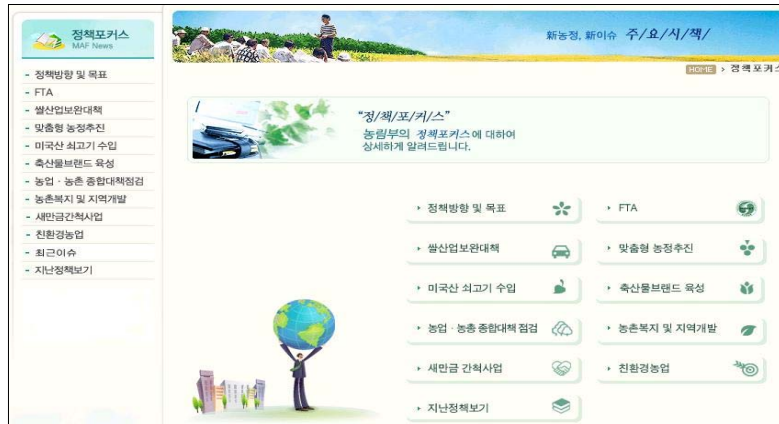 정책포커스
MAF News
- 정책방향 및 목표
- FTA
- 쌀산업보완대책
- 맞춤형 농정추진
- 미국산 쇠고기 수입
- 축산물브랜드 육성
- 농업 · 농촌 종합대책점검
- 농촌복지 및 지역개발
- 새만금간척사업
- 친환경농업
- 최근이슈
- 지난정책보기
新농정, 新이슈 주/요/시/책/
HOME > 정책포커스
"정/책/포/커/스"
농림부의 정책포커스에 대하여
상세하게 알려드립니다.
정책방향 및 목표
FTA
쌀산업보완대책
맞춤형 농정추진
미국산 쇠고기 수입
축산물브랜드 육성
농업 · 농촌 종합대책 점검
농촌복지 및 지역개발
새만금 간척사업
친환경농업
지난정책보기